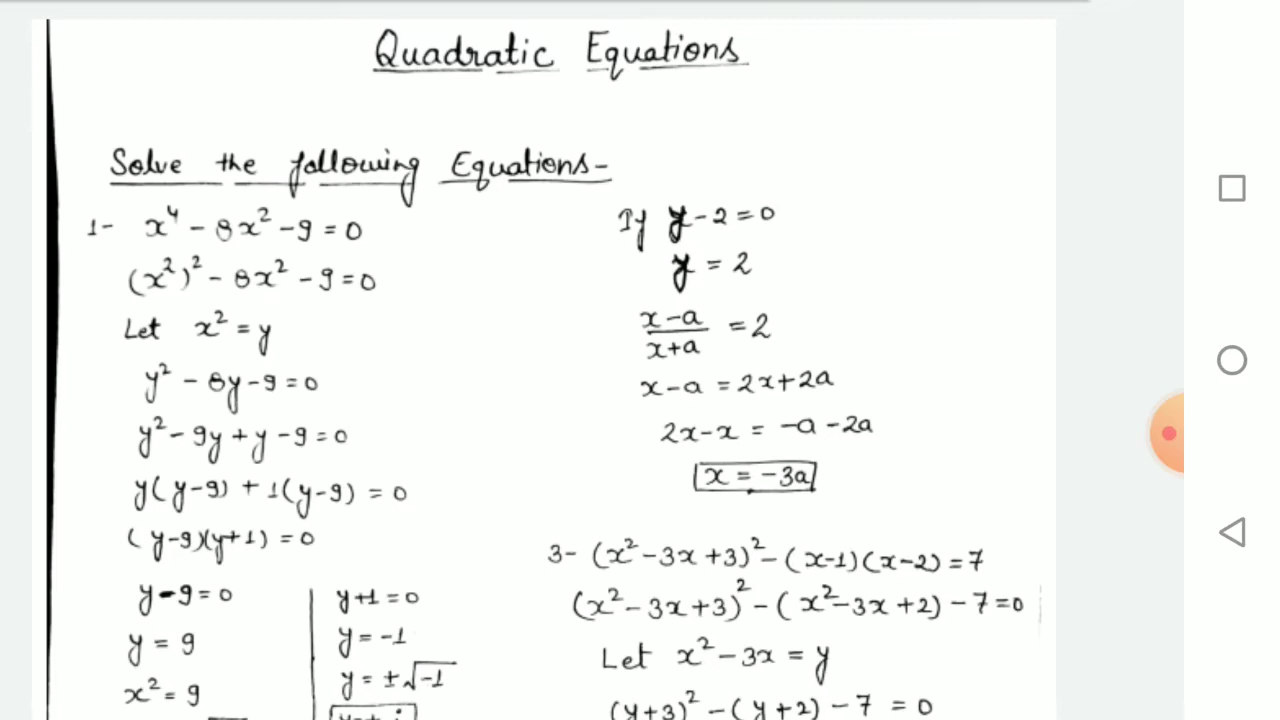 Quadratic Equations
Solve the following Equations-
1- x⁴ - 8x² - 9 = 0
(x²)² - 8x² - 9 = 0
Let x² = y
y² - 8y - 9 = 0
y² - 9y + y - 9 = 0
y(y-9) + 1(y-9) = 0
(y-9)(y+1) = 0
y - 9 = 0
y = 9
x² = 9
y+1 = 0
y = -1
y = ±√-1
If y - 2 = 0
y = 2
x-a/x+a = 2
x-a = 2x+2a
2x-x = -a-2a
x = -3a
3- (x²-3x+3)² - (x-1)(x-2) = 7
(x²-3x+3)² - (x²-3x+2) - 7 = 0
Let x²-3x = y
(y+3)² - (y+2) - 7 = 0